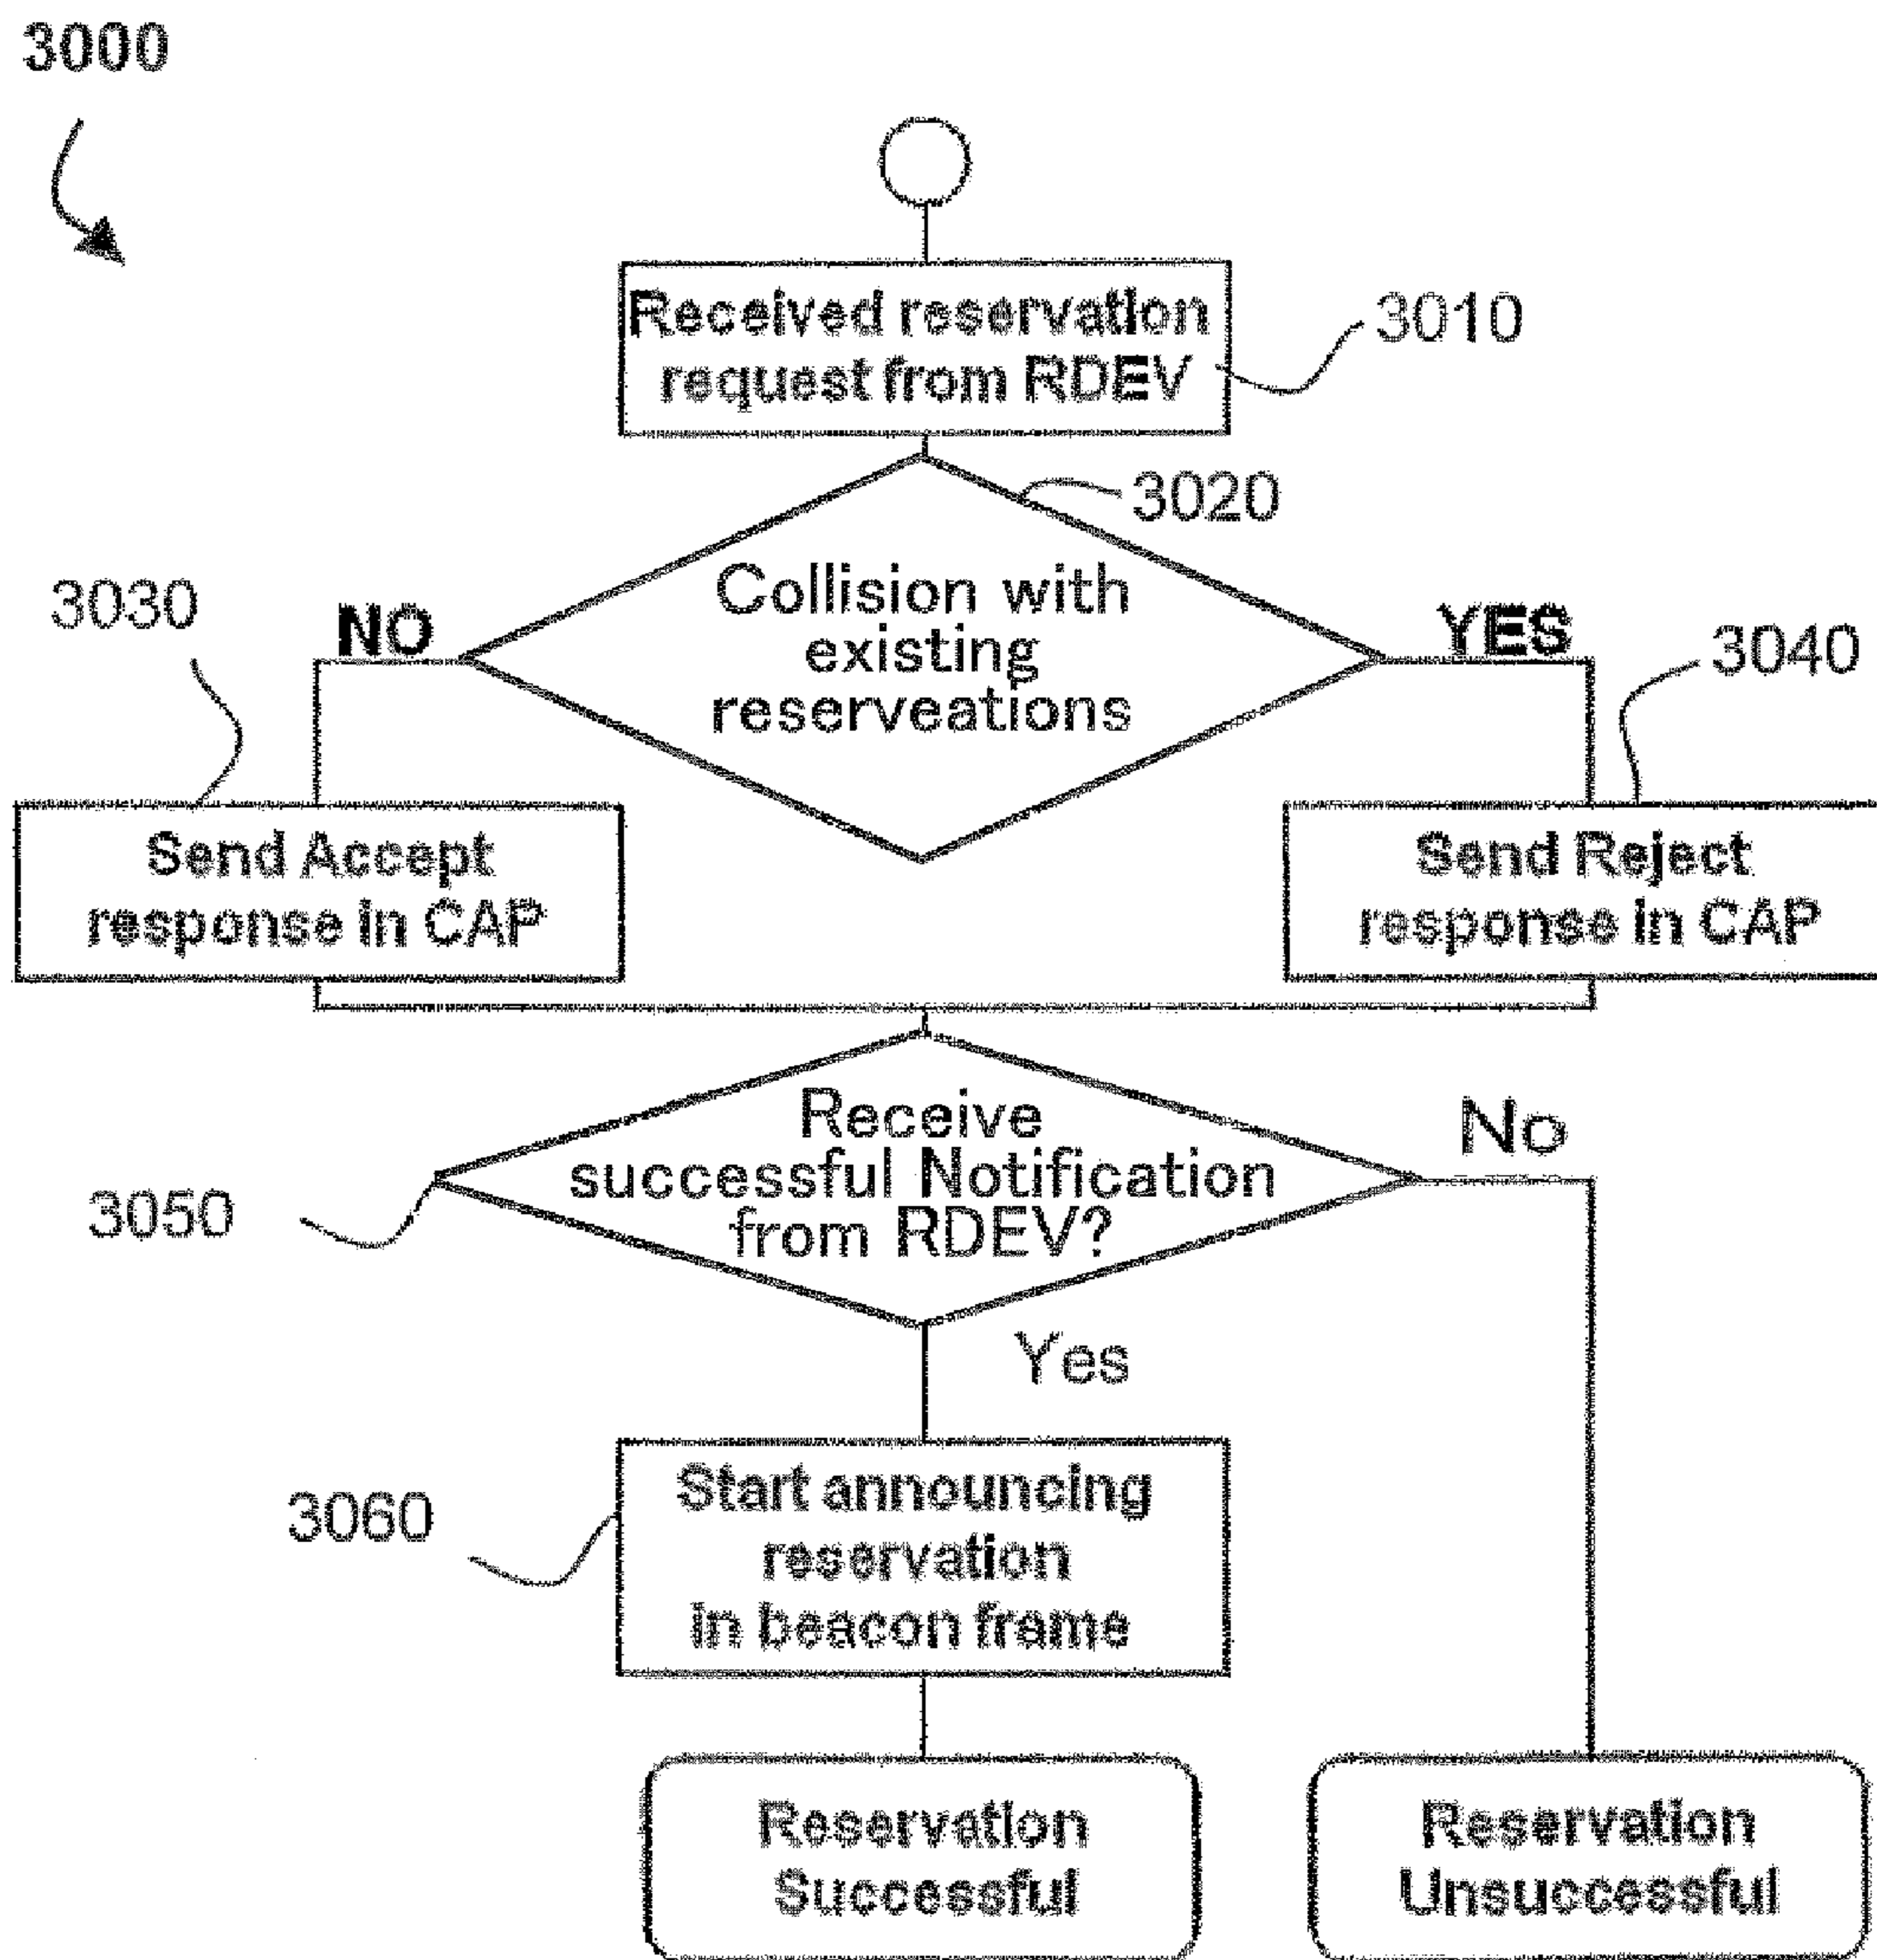 3000
Received reservation
request from RDEV
3010
3020
Collision with
existing
reserveations
3030
NO
YES
3040
Send Accept
response in CAP
Send Reject
response in CAP
Receive
successful Notification
from RDEV?
No
3050
Yes
Start announcing
reservation
in beacon frame
3060
Reservation
Successful
Reservation
Unsuccessful